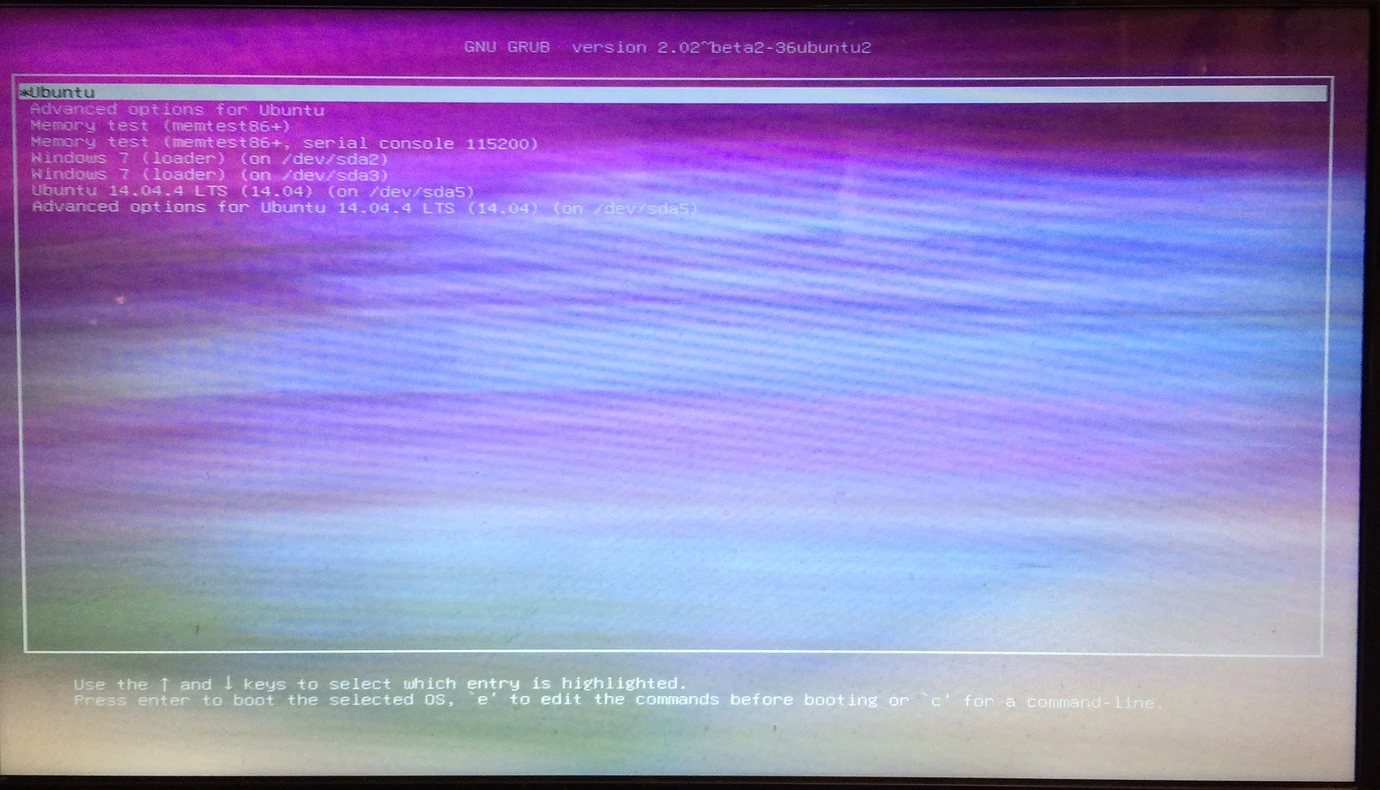 GNU GRUB  version 2.02~beta2-36ubuntu2
*Ubuntu
Advanced options for Ubuntu
Memory test (memtest86+)
Memory test (memtest86+, serial console 115200)
Windows 7 (loader) (on /dev/sda2)
Windows 7 (loader) (on /dev/sda3)
Ubuntu 14.04.4 LTS (14.04) (on /dev/sda5)
Advanced options for Ubuntu 14.04.4 LTS (14.04) (on /dev/sda5)
Use the ↑ and ↓ keys to select which entry is highlighted.
Press enter to boot the selected OS, `e' to edit the commands before booting or `c' for a command-line.